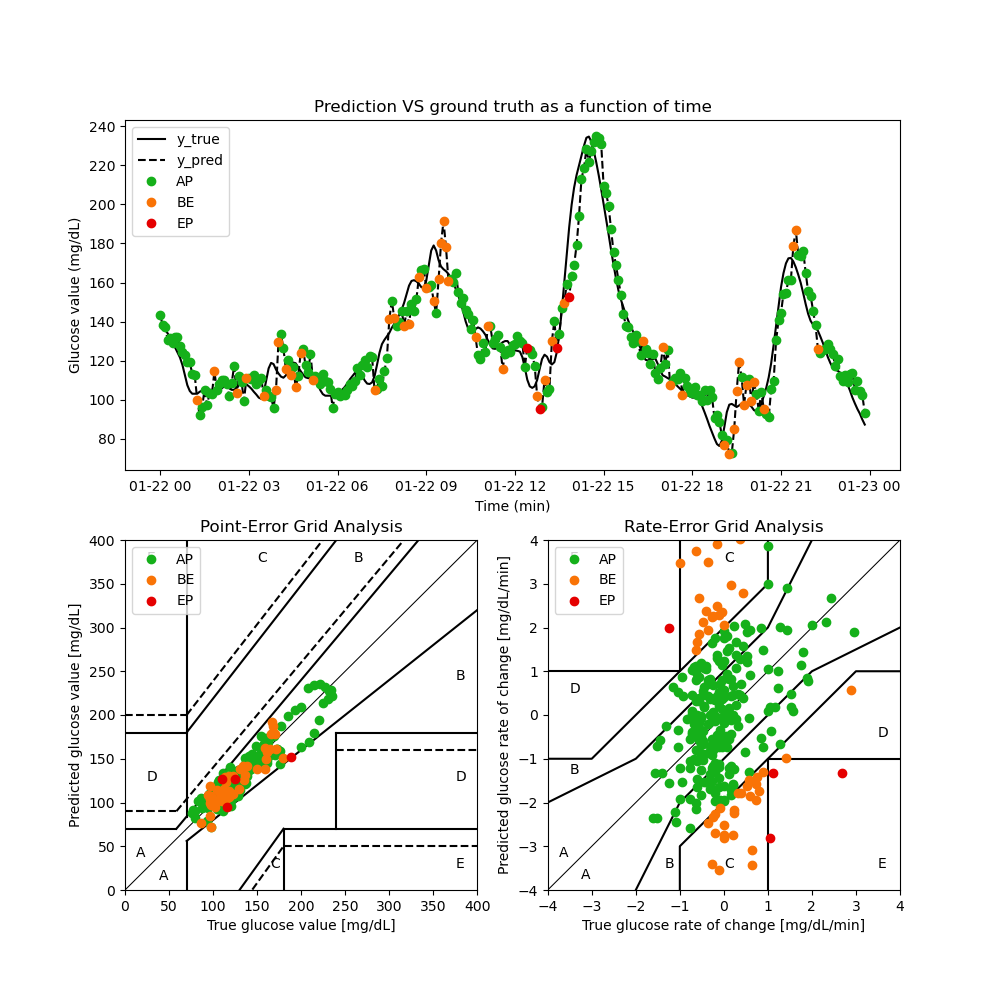 Prediction VS ground truth as a function of time
Glucose value (mg/dL)
240
220
200
180
160
140
120
100
80
y_true
y_pred
AP
BE
EP
01-22 00 01-22 03 01-22 06 01-22 09 01-22 12 01-22 15 01-22 18 01-22 21 01-23 00
Time (min)
Point-Error Grid Analysis
Predicted glucose value [mg/dL]
400
350
300
250
200
150
100
50
0
AP
BE
EP
C
B
B
D
D
A
A
C
E
0 50 100 150 200 250 300 350 400
True glucose value [mg/dL]
Rate-Error Grid Analysis
Predicted glucose rate of change [mg/dL/min]
4
3
2
1
0
−1
−2
−3
−4
AP
BE
EP
C
D
D
B
A
A
B
C
E
−4 −3 −2 −1 0 1 2 3 4
True glucose rate of change [mg/dL/min]